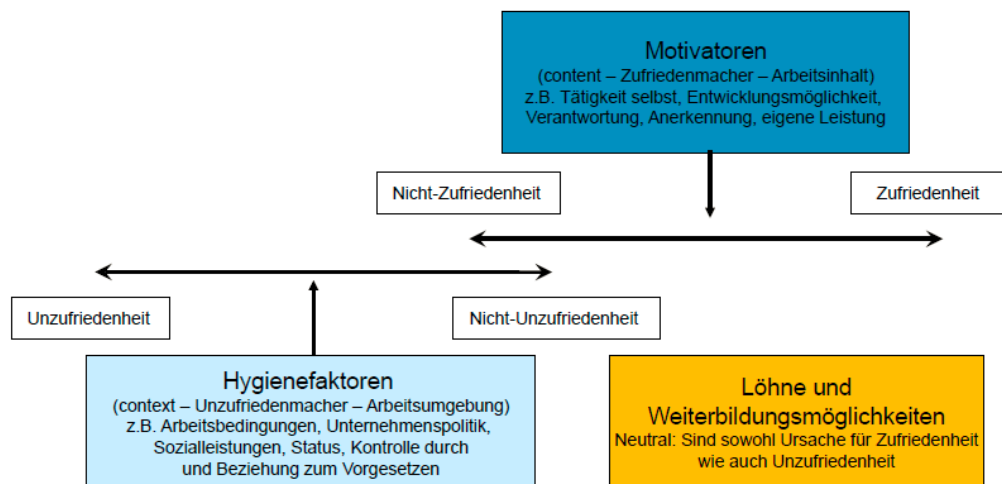 Motivatoren
(content – Zufriedenmacher – Arbeitsinhalt)
z.B. Tätigkeit selbst, Entwicklungsmöglichkeit,
Verantwortung, Anerkennung, eigene Leistung
Nicht-Zufriedenheit
Zufriedenheit
Unzufriedenheit
Nicht-Unzufriedenheit
Hygienefaktoren
(context – Unzufriedenmacher – Arbeitsumgebung)
z.B. Arbeitsbedingungen, Unternehmenspolitik,
Sozialleistungen, Status, Kontrolle durch
und Beziehung zum Vorgesetzen
Löhne und
Weiterbildungsmöglichkeiten
Neutral: Sind sowohl Ursache für Zufriedenheit
wie auch Unzufriedenheit